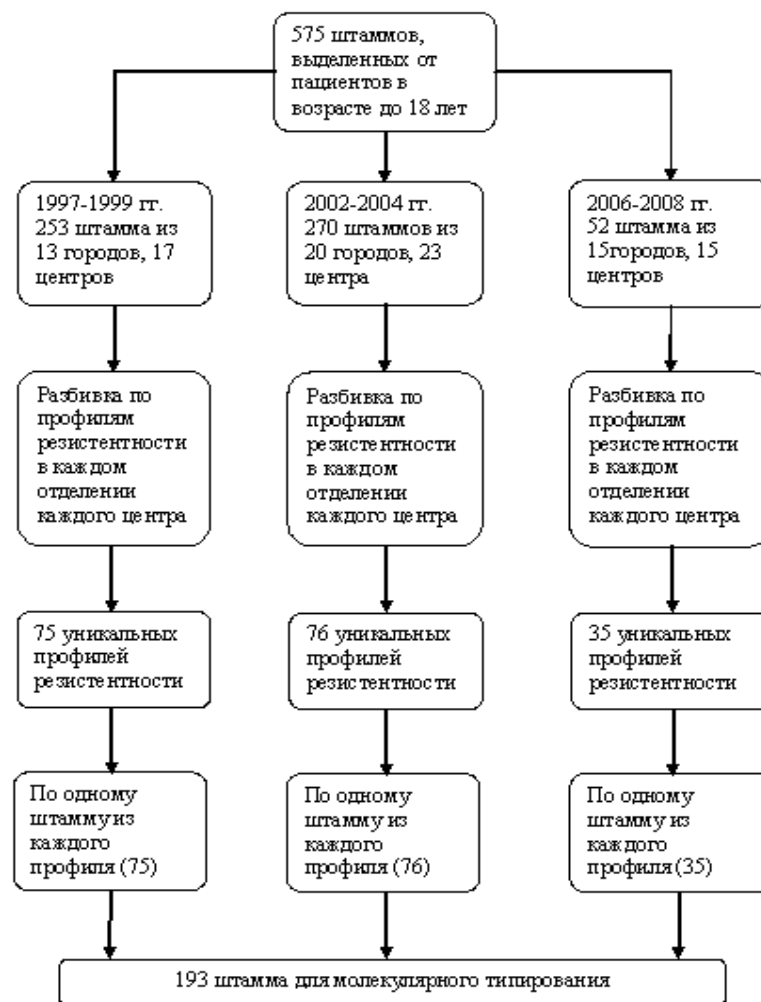 575 штаммов,
выделенных от
пациентов в
возрасте до 18 лет
1997-1999 гг.
253 штамма из
13 городов, 17
центров
2002-2004 гг.
270 штаммов из
20 городов, 23
центра
2006-2008 гг.
52 штамма из
15городов, 15
центров
Разбивка по
профилям
резистентности
в каждом
отделении
каждого центра
Разбивка по
профилям
резистентности
в каждом
отделении
каждого центра
Разбивка по
профилям
резистентности
в каждом
отделении
каждого центра
75 уникальных
профилей
резистентности
76 уникальных
профилей
резистентности
35 уникальных
профилей
резистентности
По одному
штамму из
каждого
профиля (75)
По одному
штамму из
каждого
профиля (76)
По одному
штамму из
каждого
профиля (35)
193 штамма для молекулярного типирования